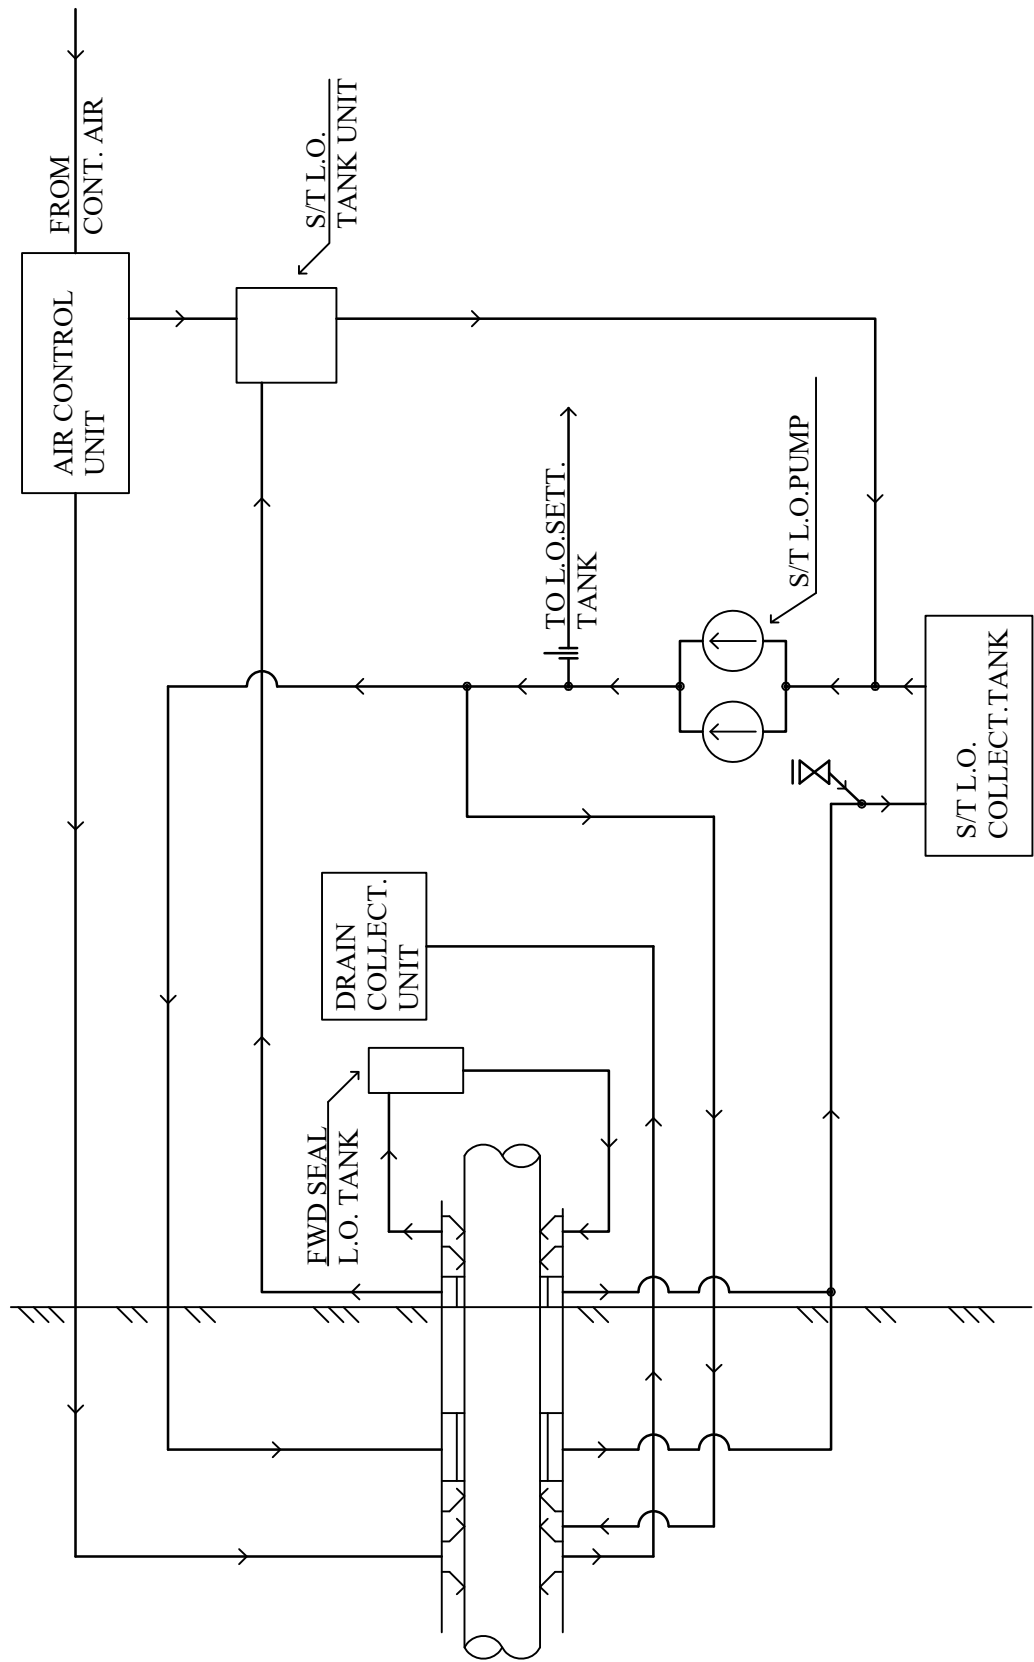 FROM
CONT. AIR
AIR CONTROL
UNIT
S/T L.O.
TANK UNIT
TO L.O.SETT.
TANK
S/T L.O.PUMP
S/T L.O.
COLLECT.TANK
DRAIN
COLLECT.
UNIT
FWD SEAL
L.O. TANK